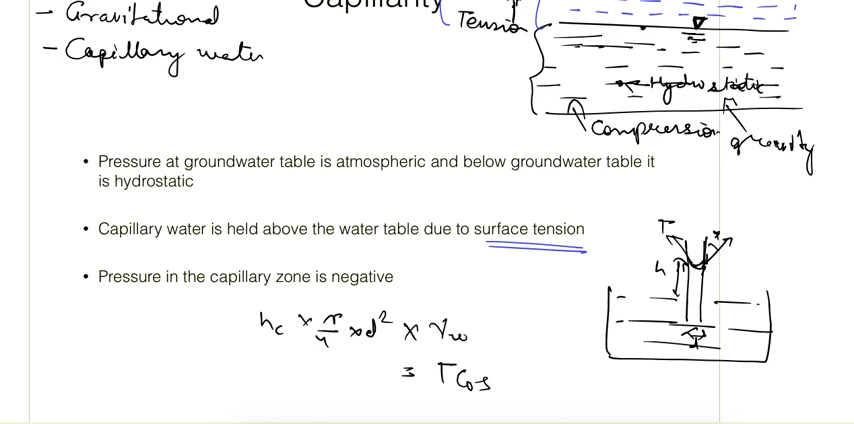 Capillarity
- Gravitational
- Capillary water
Tension
Hydrostatic
Compression
gravity
• Pressure at groundwater table is atmospheric and below groundwater table it
is hydrostatic
• Capillary water is held above the water table due to surface tension
• Pressure in the capillary zone is negative
T
h
hc × π/4 × d² × γw
= T Cos